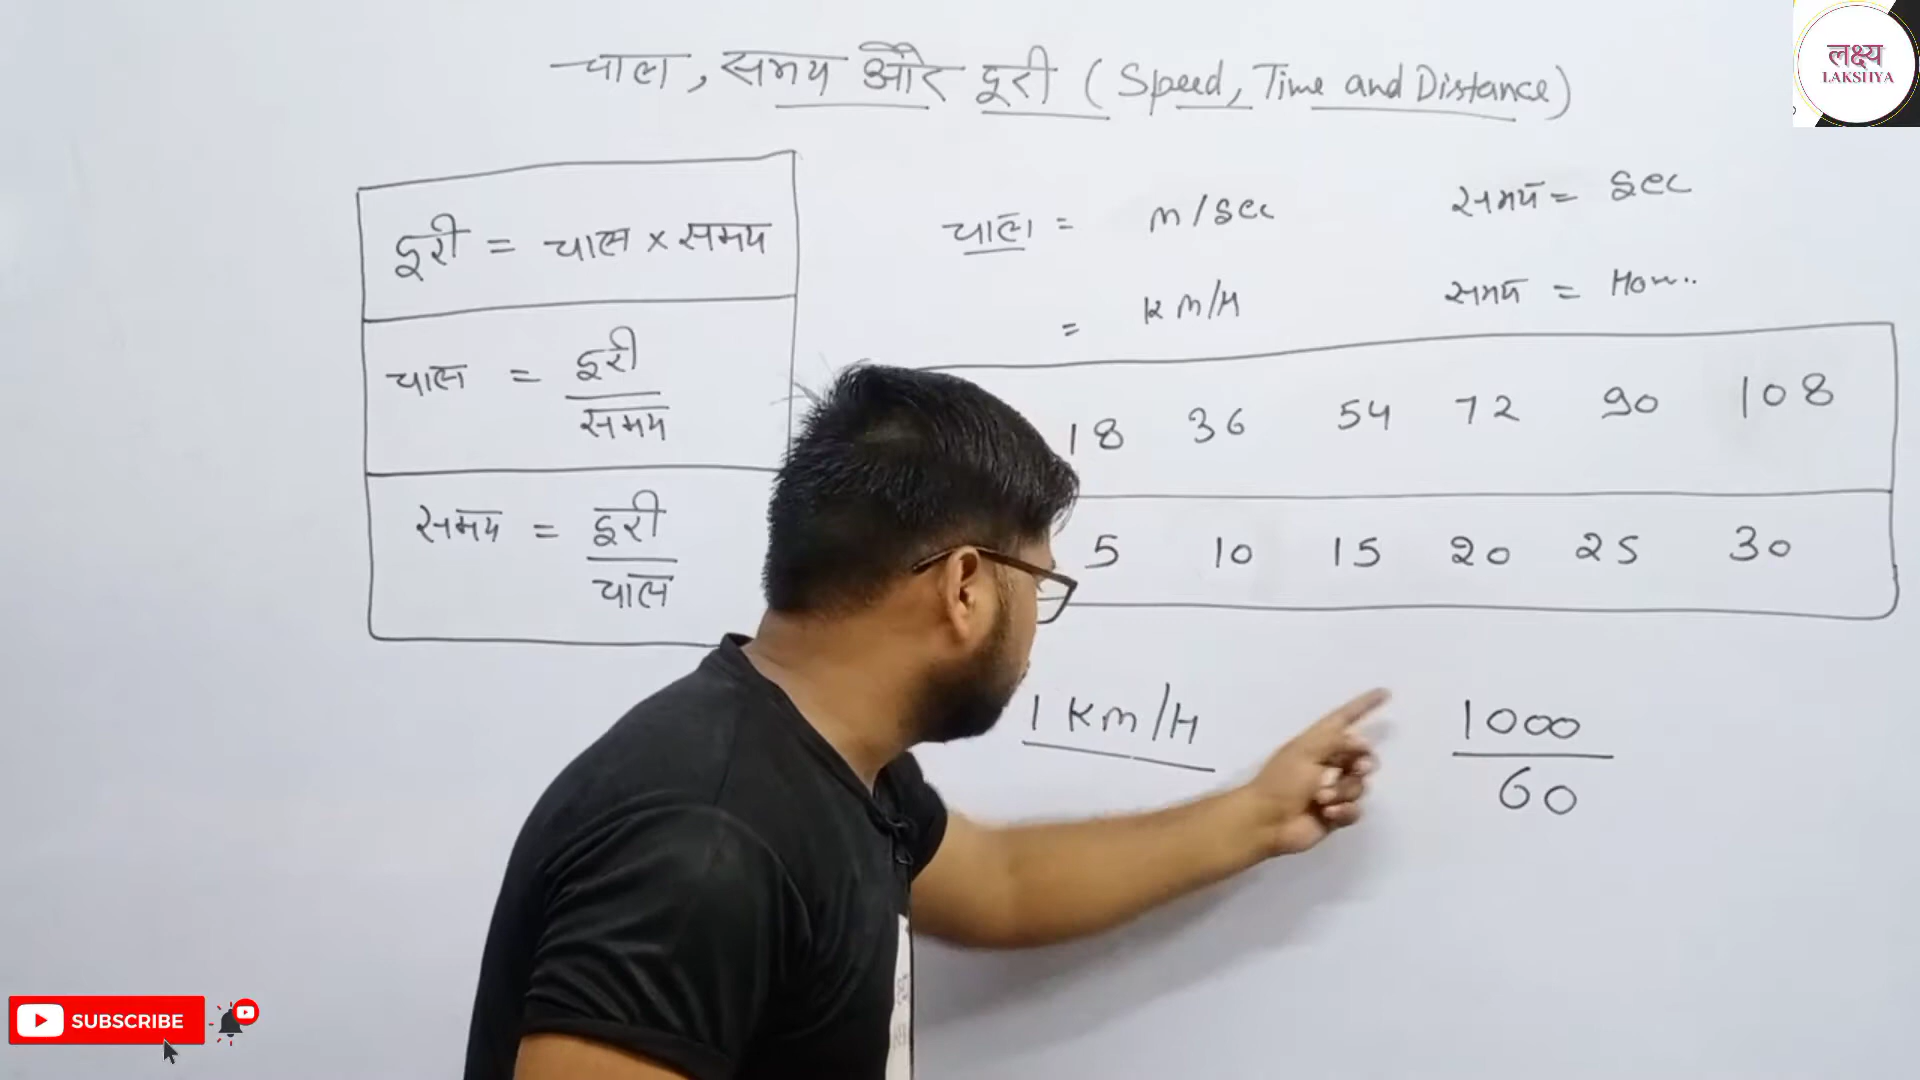 चाल, समय और दूरी (Speed, Time and Distance)
लक्ष्य
LAKSHYA
दूरी = चाल × समय
चाल = दूरी / समय
समय = दूरी / चाल
चाल = m/sec
समय = sec
= Km/H
समय = Hour..
18 36 54 72 90 108
5 10 15 20 25 30
1 Km/H
1000
60
SUBSCRIBE